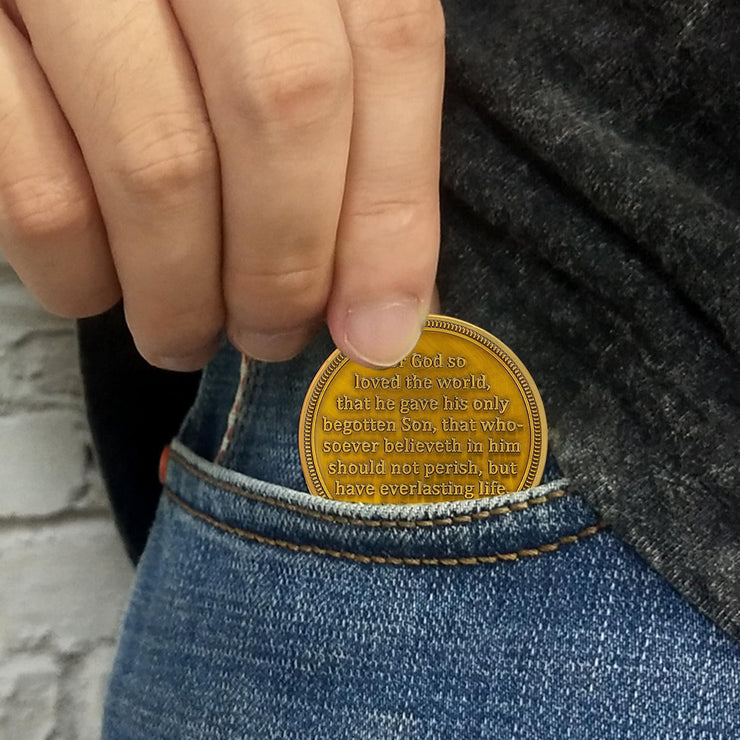 God so
loved the world,
that he gave his only
begotten Son, that who-
soever believeth in him
should not perish, but
have everlasting life